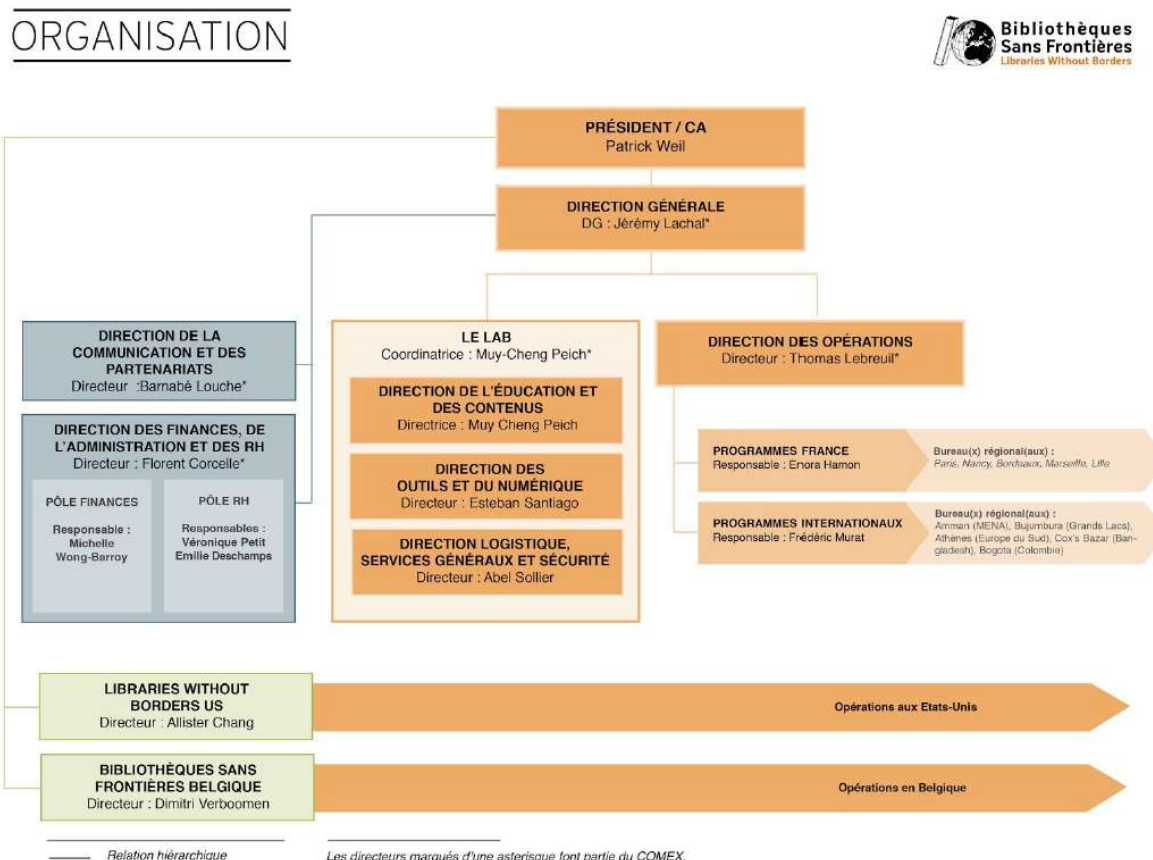 ORGANISATION
Bibliothèques
Sans Frontières
Libraries Without Borders
PRÉSIDENT / CA
Patrick Weil
DIRECTION GÉNÉRALE
DG : Jérémy Lachal*
DIRECTION DE LA
COMMUNICATION ET DES
PARTENARIATS
Directeur :Barnabé Louche*
DIRECTION DES FINANCES, DE
L'ADMINISTRATION ET DES RH
Directeur : Florent Corcelle*
PÔLE FINANCES
Responsable :
Michelle
Wong-Barroy
PÔLE RH
Responsables :
Véronique Petit
Emilie Deschamps
LE LAB
Coordinatrice : Muy-Cheng Peich*
DIRECTION DE L'ÉDUCATION ET
DES CONTENUS
Directrice : Muy Cheng Peich
DIRECTION DES
OUTILS ET DU NUMÉRIQUE
Directeur : Esteban Santiago
DIRECTION LOGISTIQUE,
SERVICES GÉNÉRAUX ET SÉCURITÉ
Directeur : Abel Sollier
DIRECTION DES OPÉRATIONS
Directeur : Thomas Lebreuil*
PROGRAMMES FRANCE
Responsable : Enora Hamon
Bureau(x) régional(aux) :
Paris, Nancy, Bordeaux, Marseille, Lille
PROGRAMMES INTERNATIONAUX
Responsable : Frédéric Murat
Bureau(x) régional(aux) :
Amman (MENA), Bujumbura (Grands Lacs),
Athènes (Europe du Sud), Cox's Bazar (Ban-
gladesh), Bogota (Colombie)
LIBRARIES WITHOUT
BORDERS US
Directeur : Allister Chang
Opérations aux Etats-Unis
BIBLIOTHÈQUES SANS
FRONTIÈRES BELGIQUE
Directeur : Dimitri Verboomen
Opérations en Belgique
Relation hiérarchique
Les directeurs marqués d'une asterisque font partie du COMEX.